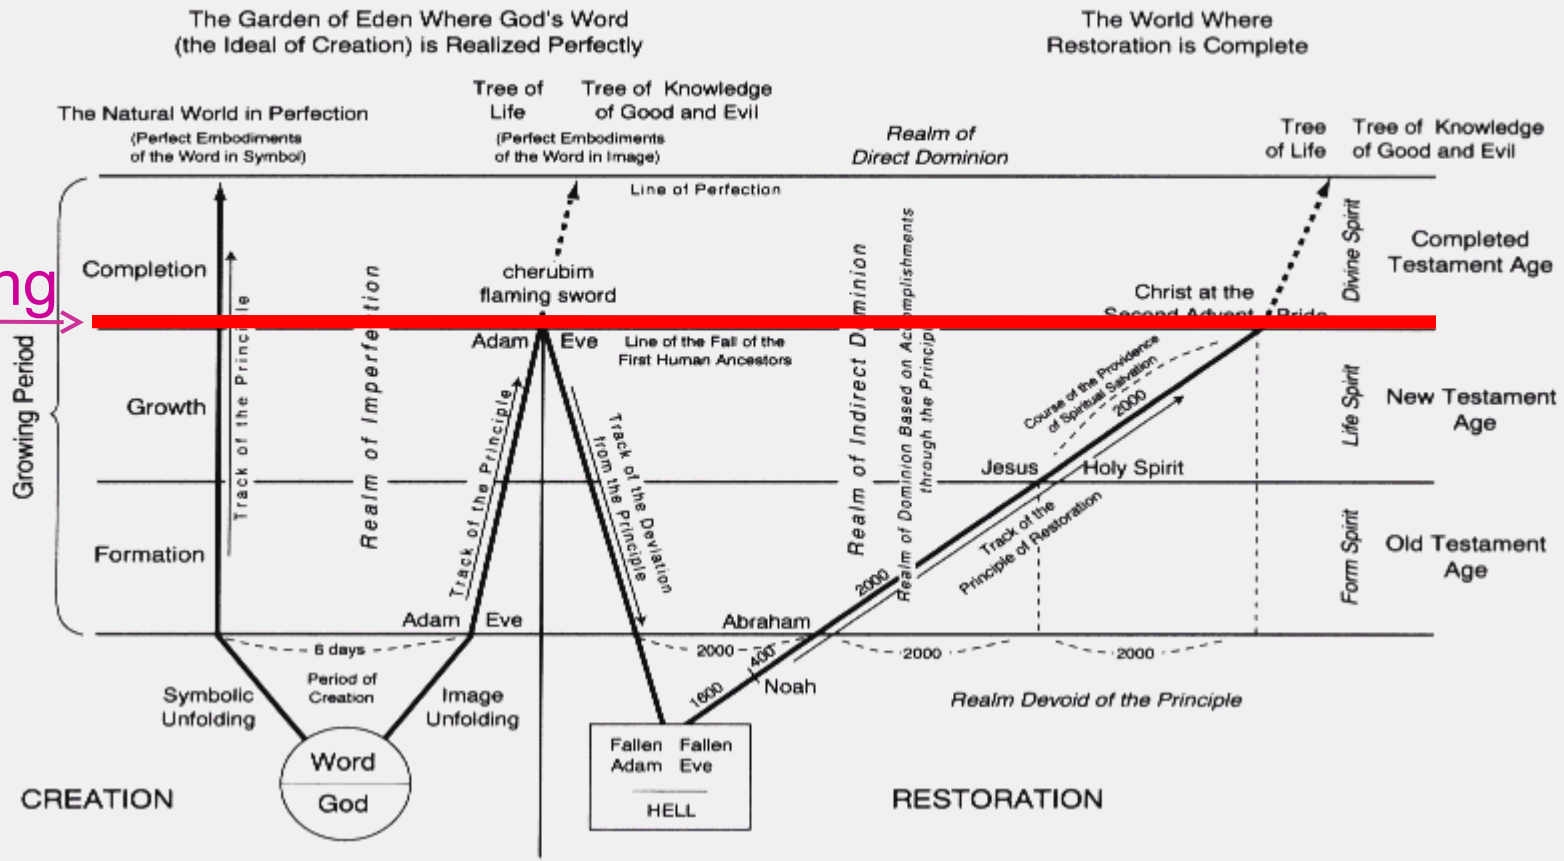 The Garden of Eden Where God's Word
(the Ideal of Creation) is Realized Perfectly
The World Where
Restoration is Complete
The Natural World in Perfection
(Perfect Embodiments
of the Word in Symbol)
Tree of
Life
Tree of Knowledge
of Good and Evil
(Perfect Embodiments
of the Word in Image)
Realm of
Direct Dominion
Tree
of Life
Tree of Knowledge
of Good and Evil
Line of Perfection
Growing Period
Completion
Growth
Formation
Track of the Principle
Realm of Imperfection
cherubim
flaming sword
Adam
Eve
Line of the Fall of the
First Human Ancestors
Track of the Principle
Track of the Deviation
from the Principle
Realm of Indirect Dominion
Realm of Dominion Based on Accomplishments
through the Principle
Christ at the
Second Advent
Bride
Course of the Providence
of Spiritual Salvation
2000
Jesus
Holy Spirit
Track of the
Principle of Restoration
2000
Divine Spirit
Life Spirit
Form Spirit
Completed
Testament Age
New Testament
Age
Old Testament
Age
Adam
Eve
Abraham
6 days
Period of
Creation
2000
2000
2000
400
1600
Noah
Symbolic
Unfolding
Image
Unfolding
Realm Devoid of the Principle
Word
God
Fallen
Adam
Fallen
Eve
HELL
CREATION
RESTORATION